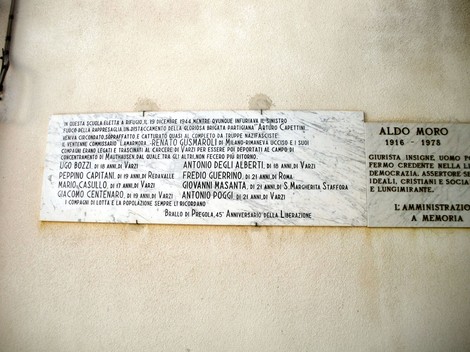 IN QUESTA SCUOLA ELETTA A RIFUGIO, IL 19 DICEMBRE 1944 MENTRE OVUNQUE INFURIAVA IL SINISTRO
FUOCO DELLA RAPPRESAGLIA UN DISTACCAMENTO DELLA GLORIOSA BRIGATA PARTIGIANA "ARTURO CAPETTINI"
VENIVA CIRCONDATO, SOPRAFFATTO E CATTURATO QUASI AL COMPLETO DA TRUPPE NAZIFASCISTE.
IL VENTENNE COMMISSARIO "LAMARMORA" RENATO GUSMAROLI DI MILANO RIMANEVA UCCISO E I SUOI
COMPAGNI ERANO LEGATI E TRASCINATI AL CARCERE DI VARZI PER ESSERE POI DEPORTATI AL CAMPO DI
CONCENTRAMENTO DI MAUTHAUSEN, DAL QUALE TRA GLI ALTRI, NON FECERO PIÙ RITORNO.
UGO BOZZI DI 18 ANNI, DI VARZI ANTONIO DEGLI ALBERTI, DI 18 ANNI, DI VARZI
PEPPINO CAPITANI, DI 19 ANNI, DI FREDIO GUERRINO, DI 21 ANNI, DI ROMA
MARIO CASULLO, DI 17 ANNI, DI VARZI GIOVANNI MASANTA, DI 21 ANNI, DI S. MARGHERITA STAFFORA
GIACOMO CENTENARO, DI 19 ANNI, DI VARZI ANTONIO POGGI, DI 21 ANNI, DI VARZI
I COMPAGNI DI LOTTA E LA POPOLAZIONE SEMPRE LI RICORDANO
BRALLO DI PREGOLA, 45° ANNIVERSARIO DELLA LIBERAZIONE
ALDO MORO
1916 - 1978
GIURISTA INSIGNE, UOMO PO
FERMO CREDENTE NELLA LI
DEMOCRAZIA, ASSERTORE SE
IDEALI, CRISTIANI E SOCIA
E LUNGIMIRANTE.
L'AMMINISTRAZIO
A MEMORIA